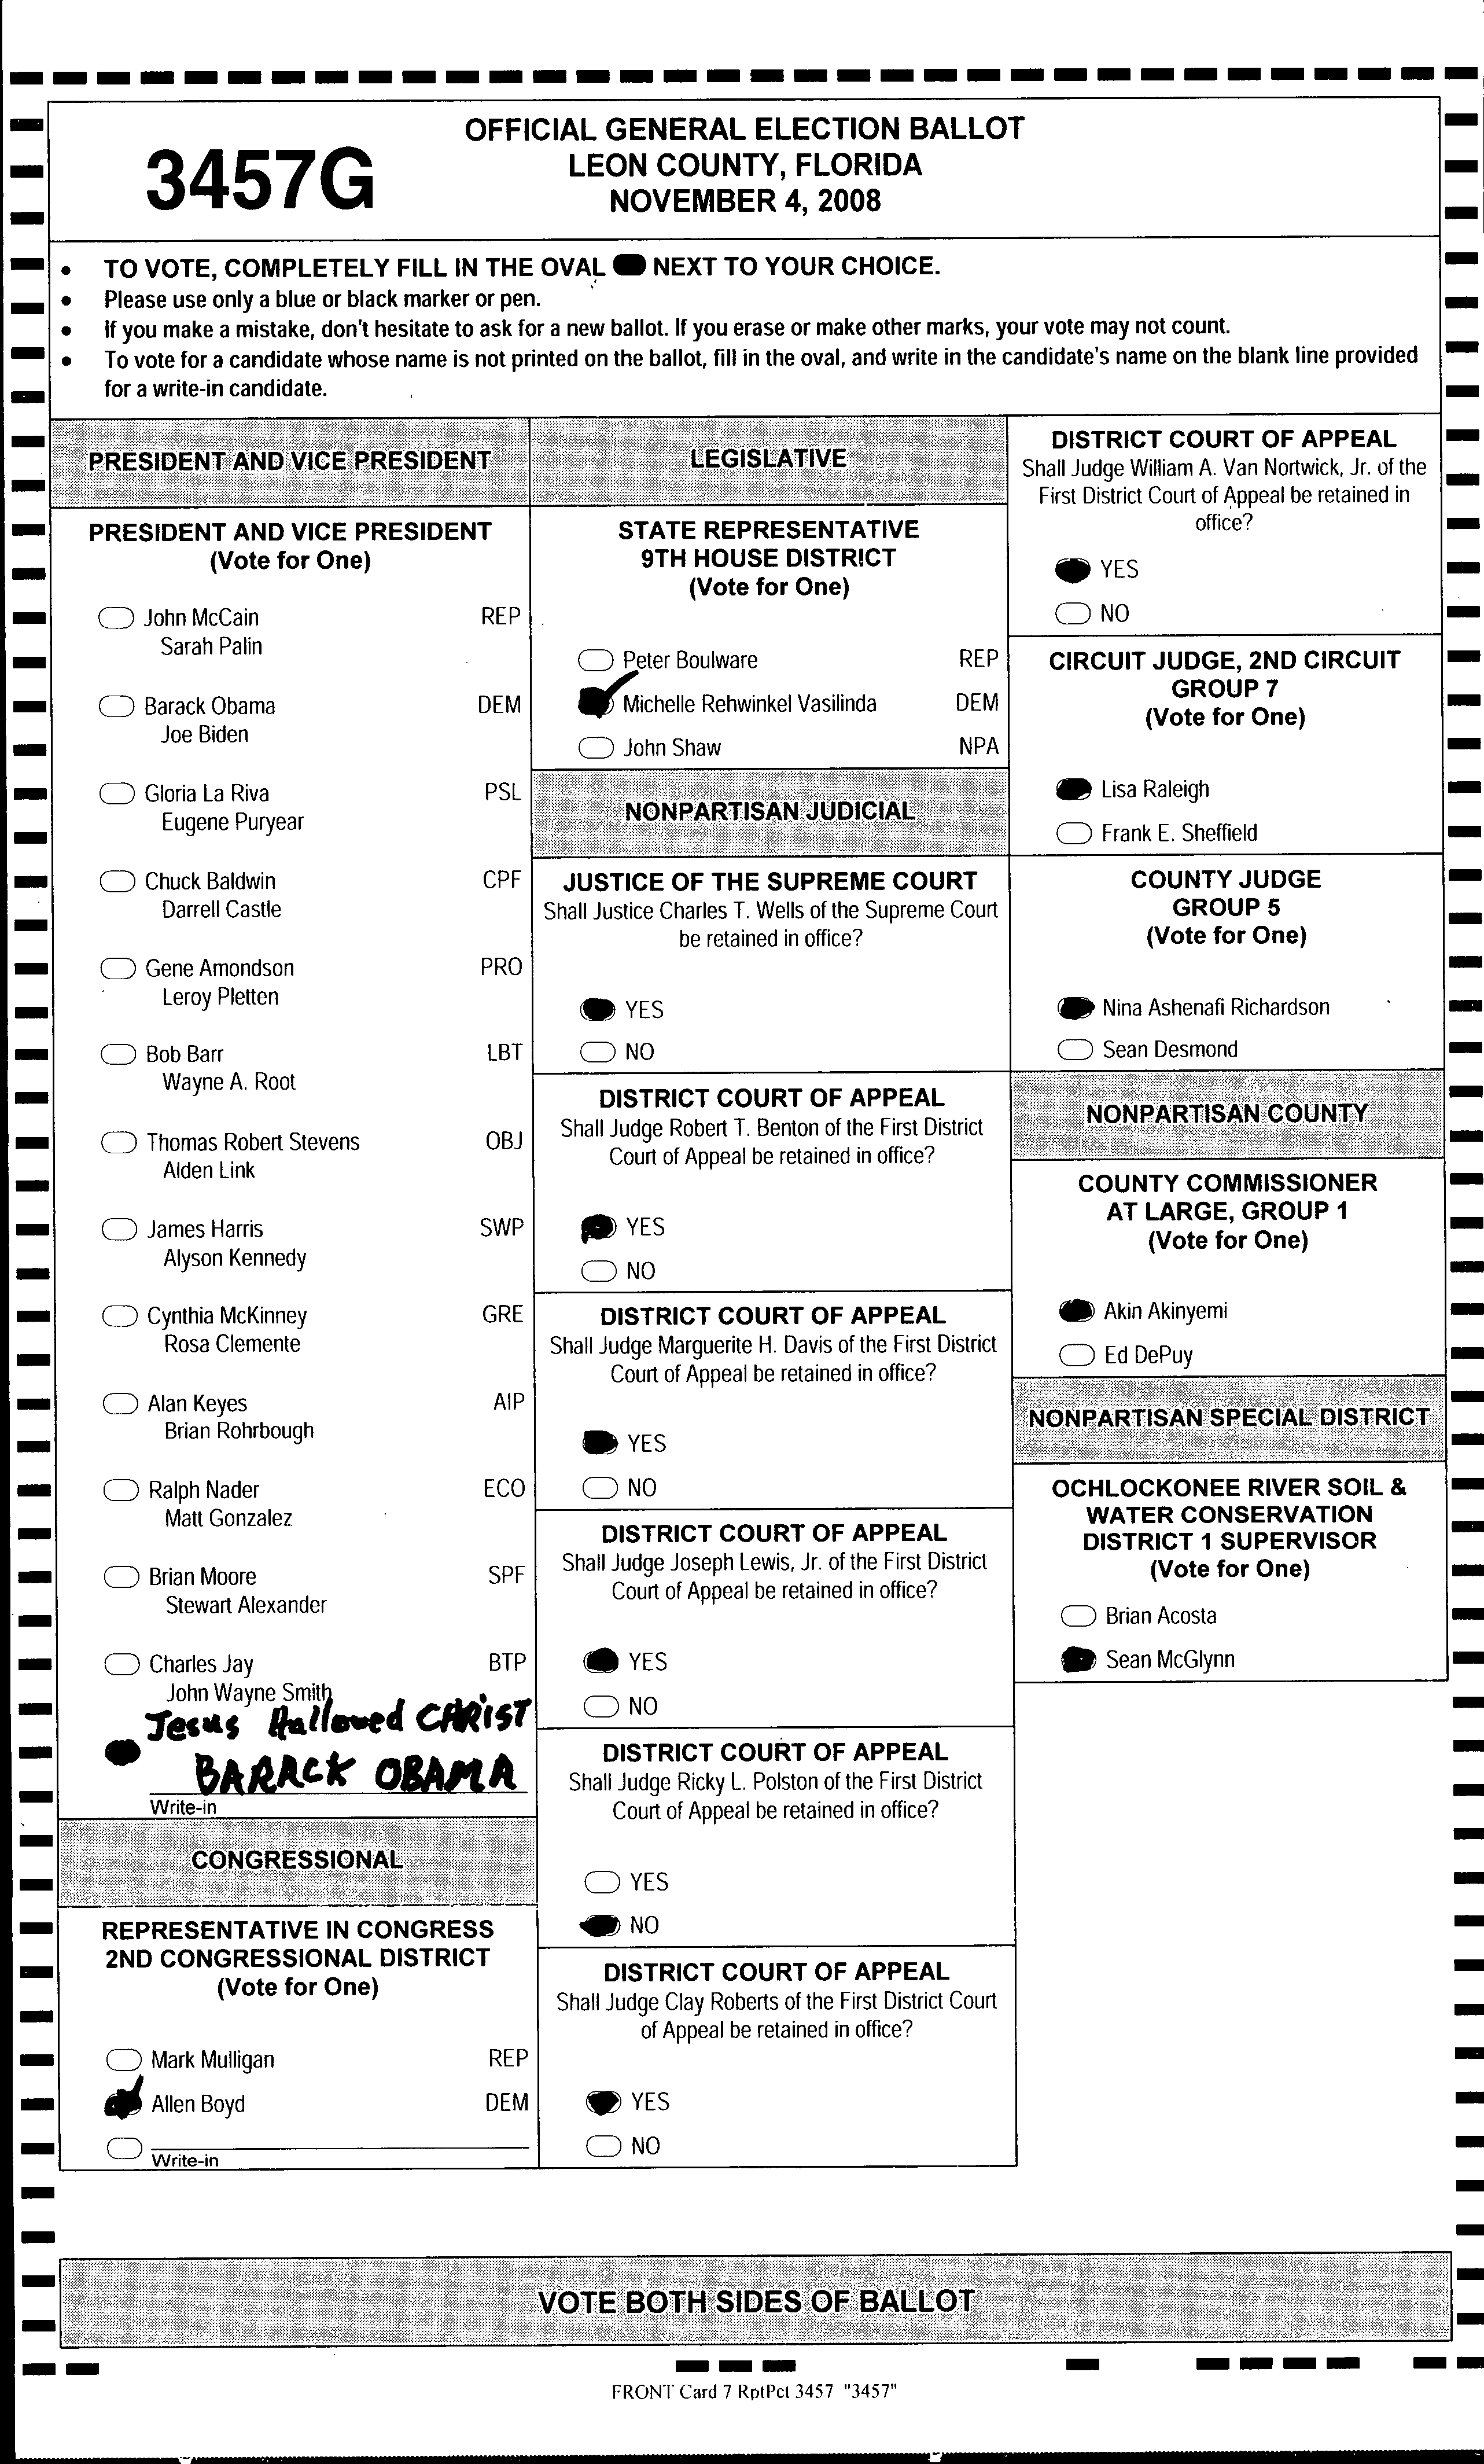 OFFICIAL GENERAL ELECTION BALLOT
LEON COUNTY, FLORIDA
NOVEMBER 4, 2008
3457G
• TO VOTE, COMPLETELY FILL IN THE OVAL NEXT TO YOUR CHOICE.
• Please use only a blue or black marker or pen.
• If you make a mistake, don't hesitate to ask for a new ballot. If you erase or make other marks, your vote may not count.
• To vote for a candidate whose name is not printed on the ballot, fill in the oval, and write in the candidate's name on the blank line provided
for a write-in candidate.
PRESIDENT AND VICE PRESIDENT
PRESIDENT AND VICE PRESIDENT
(Vote for One)
John McCain REP
Sarah Palin
Barack Obama DEM
Joe Biden
Gloria La Riva PSL
Eugene Puryear
Chuck Baldwin CPF
Darrell Castle
Gene Amondson PRO
Leroy Pletten
Bob Barr LBT
Wayne A. Root
Thomas Robert Stevens OBJ
Alden Link
James Harris SWP
Alyson Kennedy
Cynthia McKinney GRE
Rosa Clemente
Alan Keyes AIP
Brian Rohrbough
Ralph Nader ECO
Matt Gonzalez
Brian Moore SPF
Stewart Alexander
Charles Jay BTP
John Wayne Smith
Jesus Hallowed CHRIST
BARACK OBAMA
Write-in
CONGRESSIONAL
REPRESENTATIVE IN CONGRESS
2ND CONGRESSIONAL DISTRICT
(Vote for One)
Mark Mulligan REP
Allen Boyd DEM
Write-in
LEGISLATIVE
STATE REPRESENTATIVE
9TH HOUSE DISTRICT
(Vote for One)
Peter Boulware REP
Michelle Rehwinkel Vasilinda DEM
John Shaw NPA
NONPARTISAN JUDICIAL
JUSTICE OF THE SUPREME COURT
Shall Justice Charles T. Wells of the Supreme Court
be retained in office?
YES
NO
DISTRICT COURT OF APPEAL
Shall Judge Robert T. Benton of the First District
Court of Appeal be retained in office?
YES
NO
DISTRICT COURT OF APPEAL
Shall Judge Marguerite H. Davis of the First District
Court of Appeal be retained in office?
YES
NO
DISTRICT COURT OF APPEAL
Shall Judge Joseph Lewis, Jr. of the First District
Court of Appeal be retained in office?
YES
NO
DISTRICT COURT OF APPEAL
Shall Judge Ricky L. Polston of the First District
Court of Appeal be retained in office?
YES
NO
DISTRICT COURT OF APPEAL
Shall Judge Clay Roberts of the First District Court
of Appeal be retained in office?
YES
NO
DISTRICT COURT OF APPEAL
Shall Judge William A. Van Nortwick, Jr. of the
First District Court of Appeal be retained in
office?
YES
NO
CIRCUIT JUDGE, 2ND CIRCUIT
GROUP 7
(Vote for One)
Lisa Raleigh
Frank E. Sheffield
COUNTY JUDGE
GROUP 5
(Vote for One)
Nina Ashenafi Richardson
Sean Desmond
NONPARTISAN COUNTY
COUNTY COMMISSIONER
AT LARGE, GROUP 1
(Vote for One)
Akin Akinyemi
Ed DePuy
NONPARTISAN SPECIAL DISTRICT
OCHLOCKONEE RIVER SOIL &
WATER CONSERVATION
DISTRICT 1 SUPERVISOR
(Vote for One)
Brian Acosta
Sean McGlynn
VOTE BOTH SIDES OF BALLOT
FRONT Card 7 RptPct 3457 "3457"